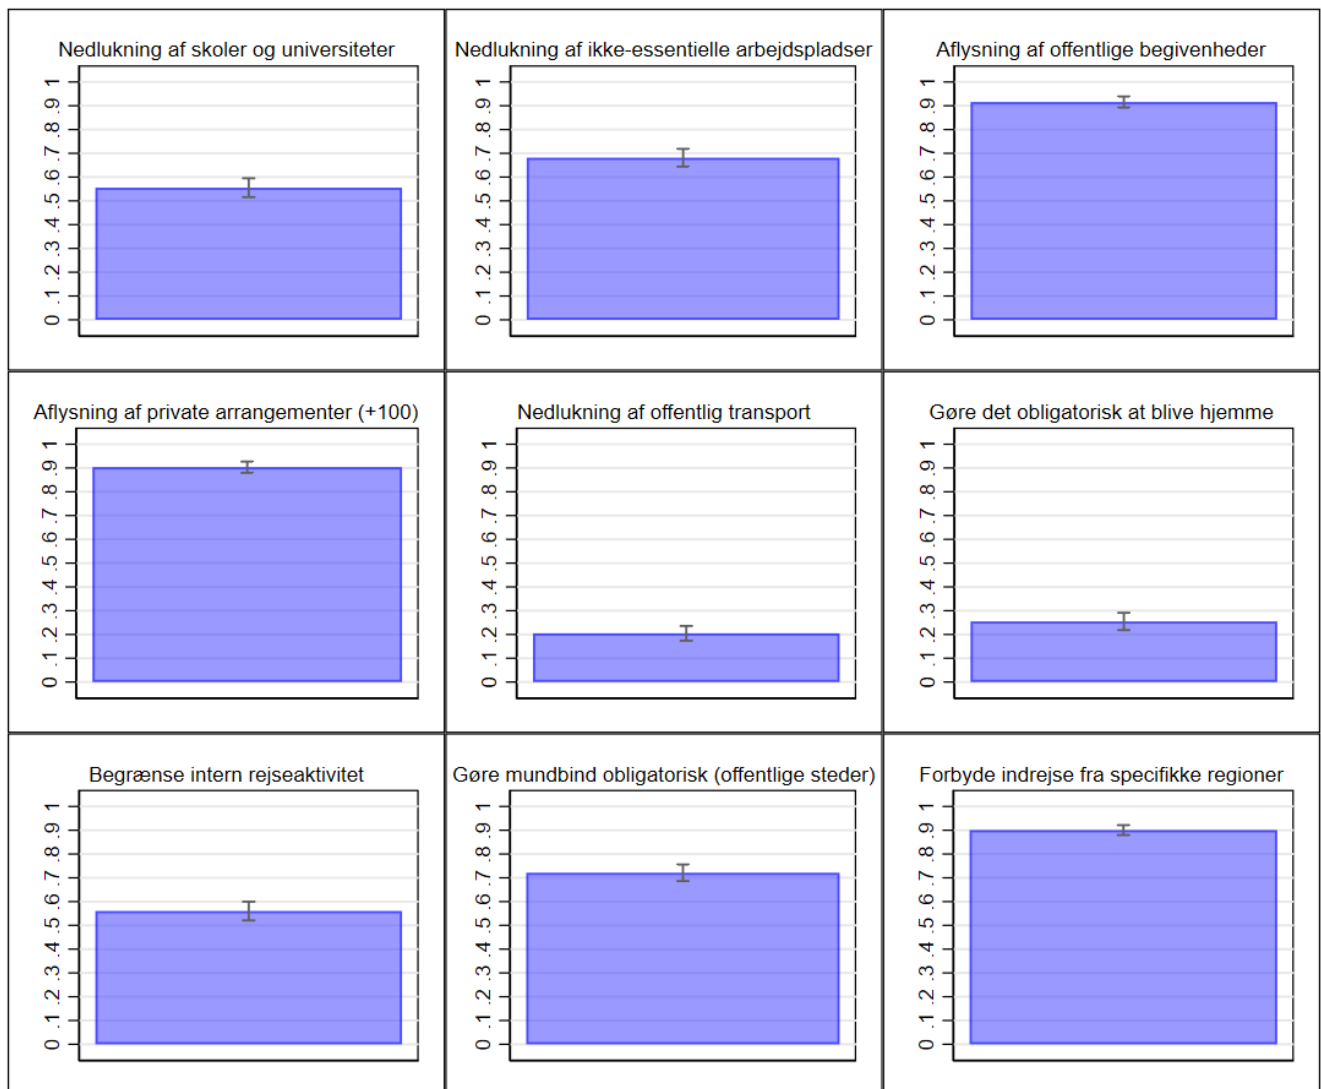 Nedlukning af skoler og universiteter
0 .1 .2 .3 .4 .5 .6 .7 .8 .9 1
Nedlukning af ikke-essentielle arbejdspladser
0 .1 .2 .3 .4 .5 .6 .7 .8 .9 1
Aflysning af offentlige begivenheder
0 .1 .2 .3 .4 .5 .6 .7 .8 .9 1
Aflysning af private arrangementer (+100)
0 .1 .2 .3 .4 .5 .6 .7 .8 .9 1
Nedlukning af offentlig transport
0 .1 .2 .3 .4 .5 .6 .7 .8 .9 1
Gøre det obligatorisk at blive hjemme
0 .1 .2 .3 .4 .5 .6 .7 .8 .9 1
Begrænse intern rejseaktivitet
0 .1 .2 .3 .4 .5 .6 .7 .8 .9 1
Gøre mundbind obligatorisk (offentlige steder)
0 .1 .2 .3 .4 .5 .6 .7 .8 .9 1
Forbyde indrejse fra specifikke regioner
0 .1 .2 .3 .4 .5 .6 .7 .8 .9 1